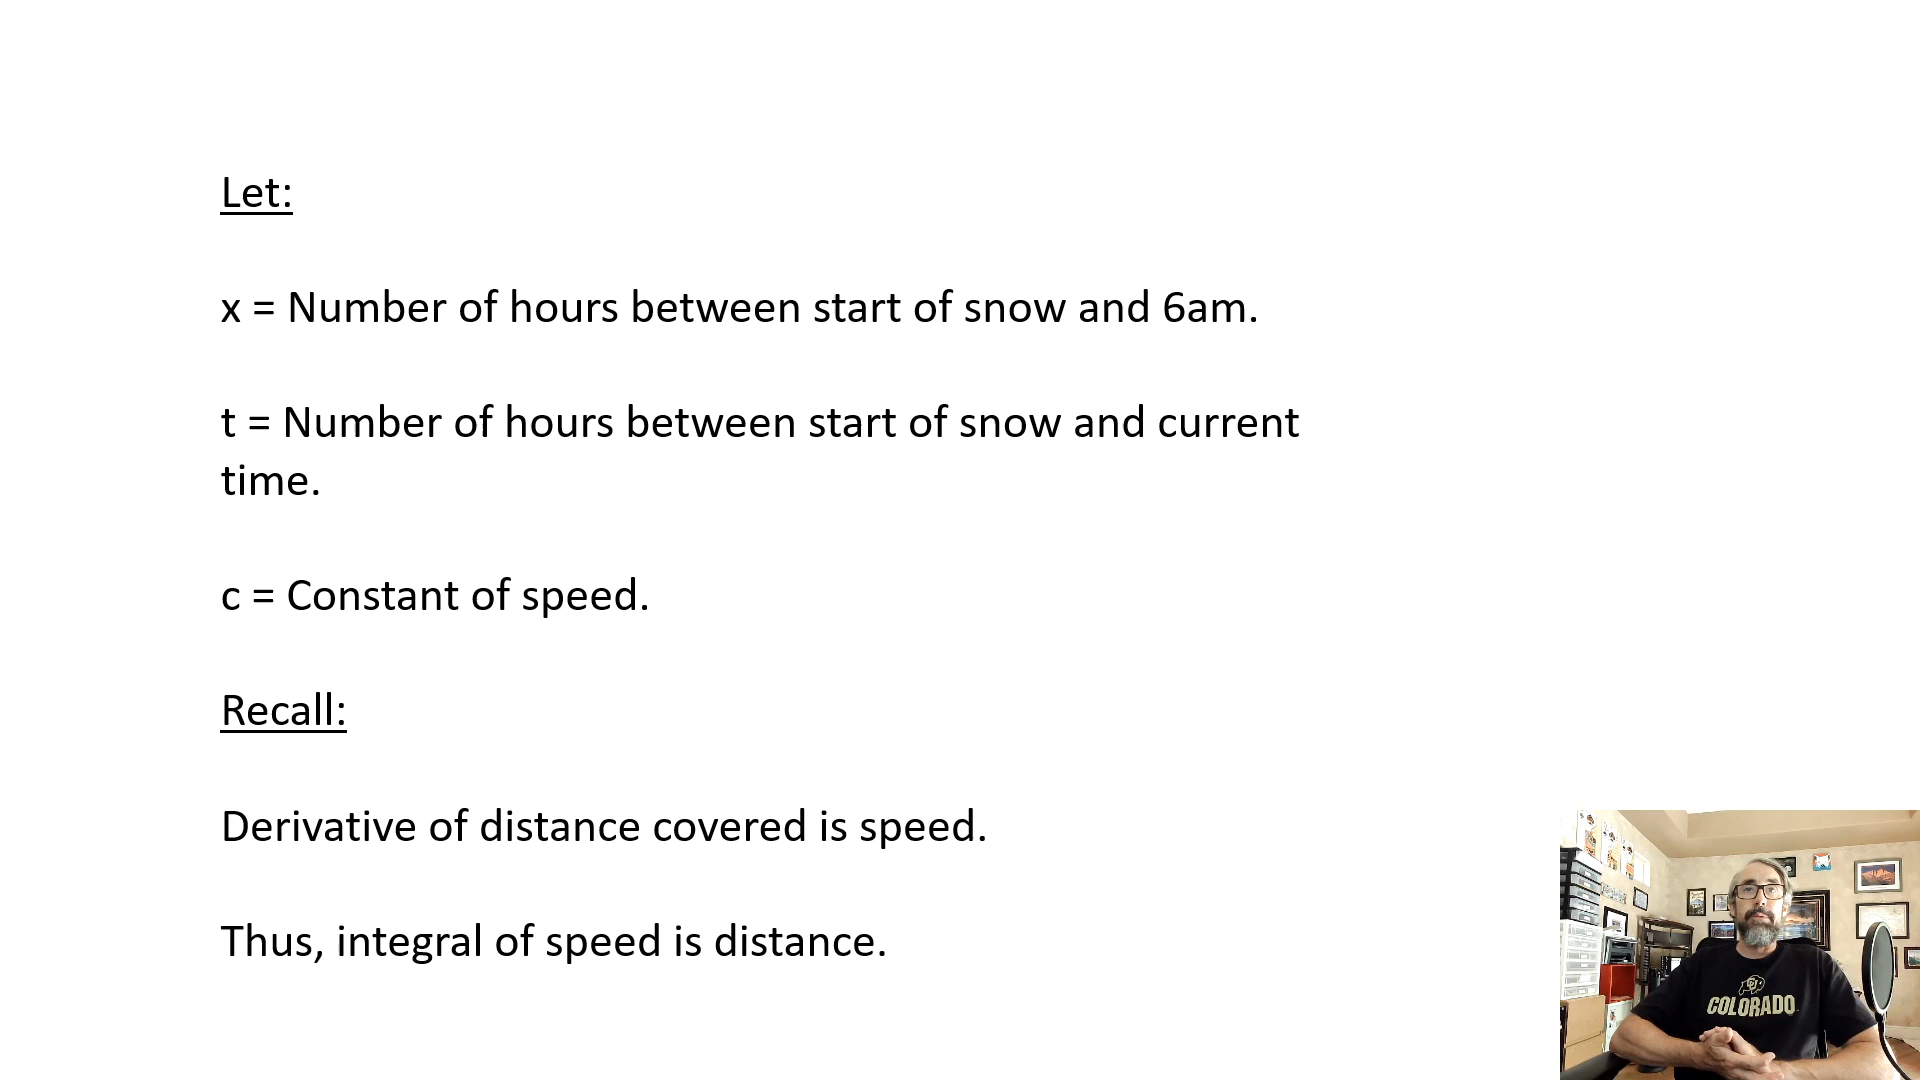 Let:
x = Number of hours between start of snow and 6am.
t = Number of hours between start of snow and current
time.
c = Constant of speed.
Recall:
Derivative of distance covered is speed.
Thus, integral of speed is distance.
COLORADO